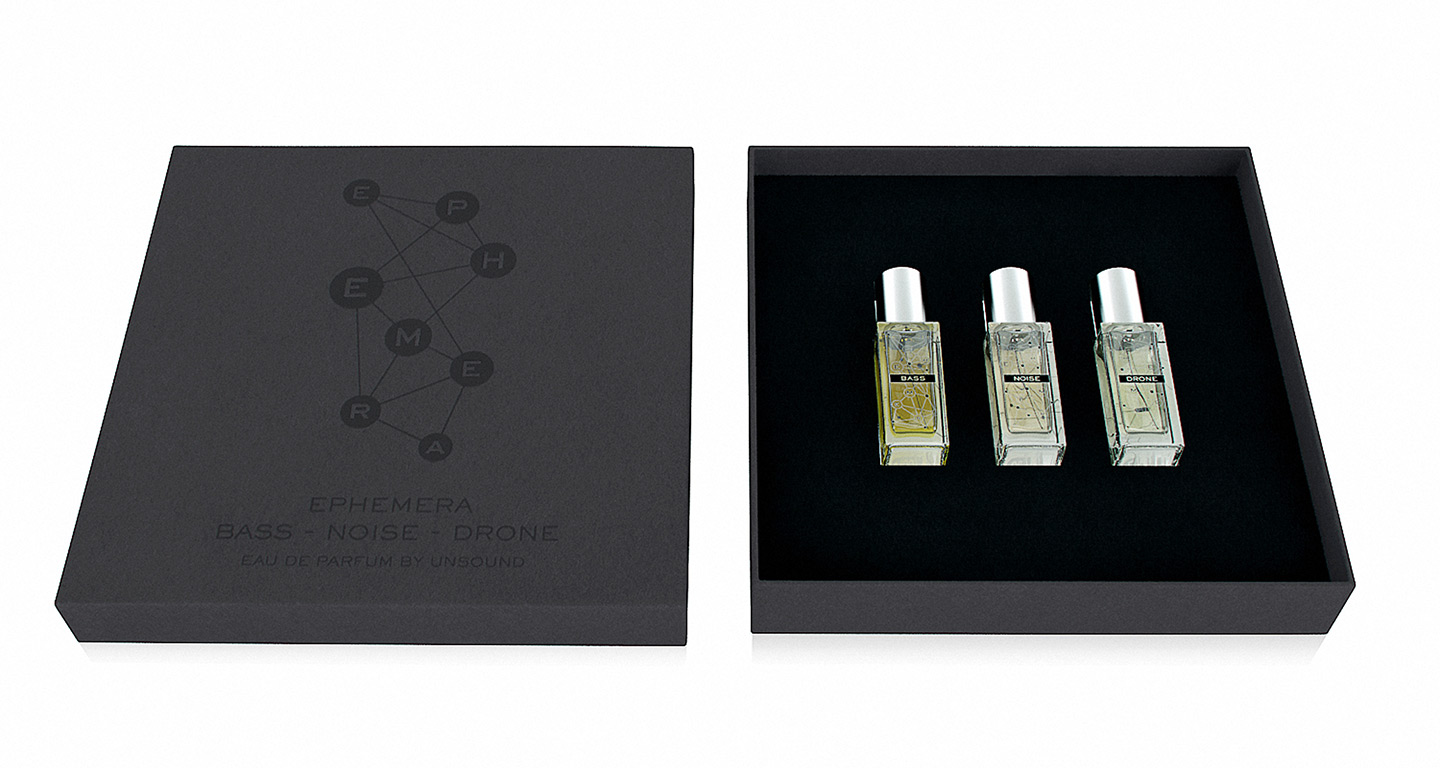 E
P
H
E
M
E
R
A
EPHEMERA
BASS - NOISE - DRONE
EAU DE PARFUM BY UNSOUND
BASS
NOISE
DRONE